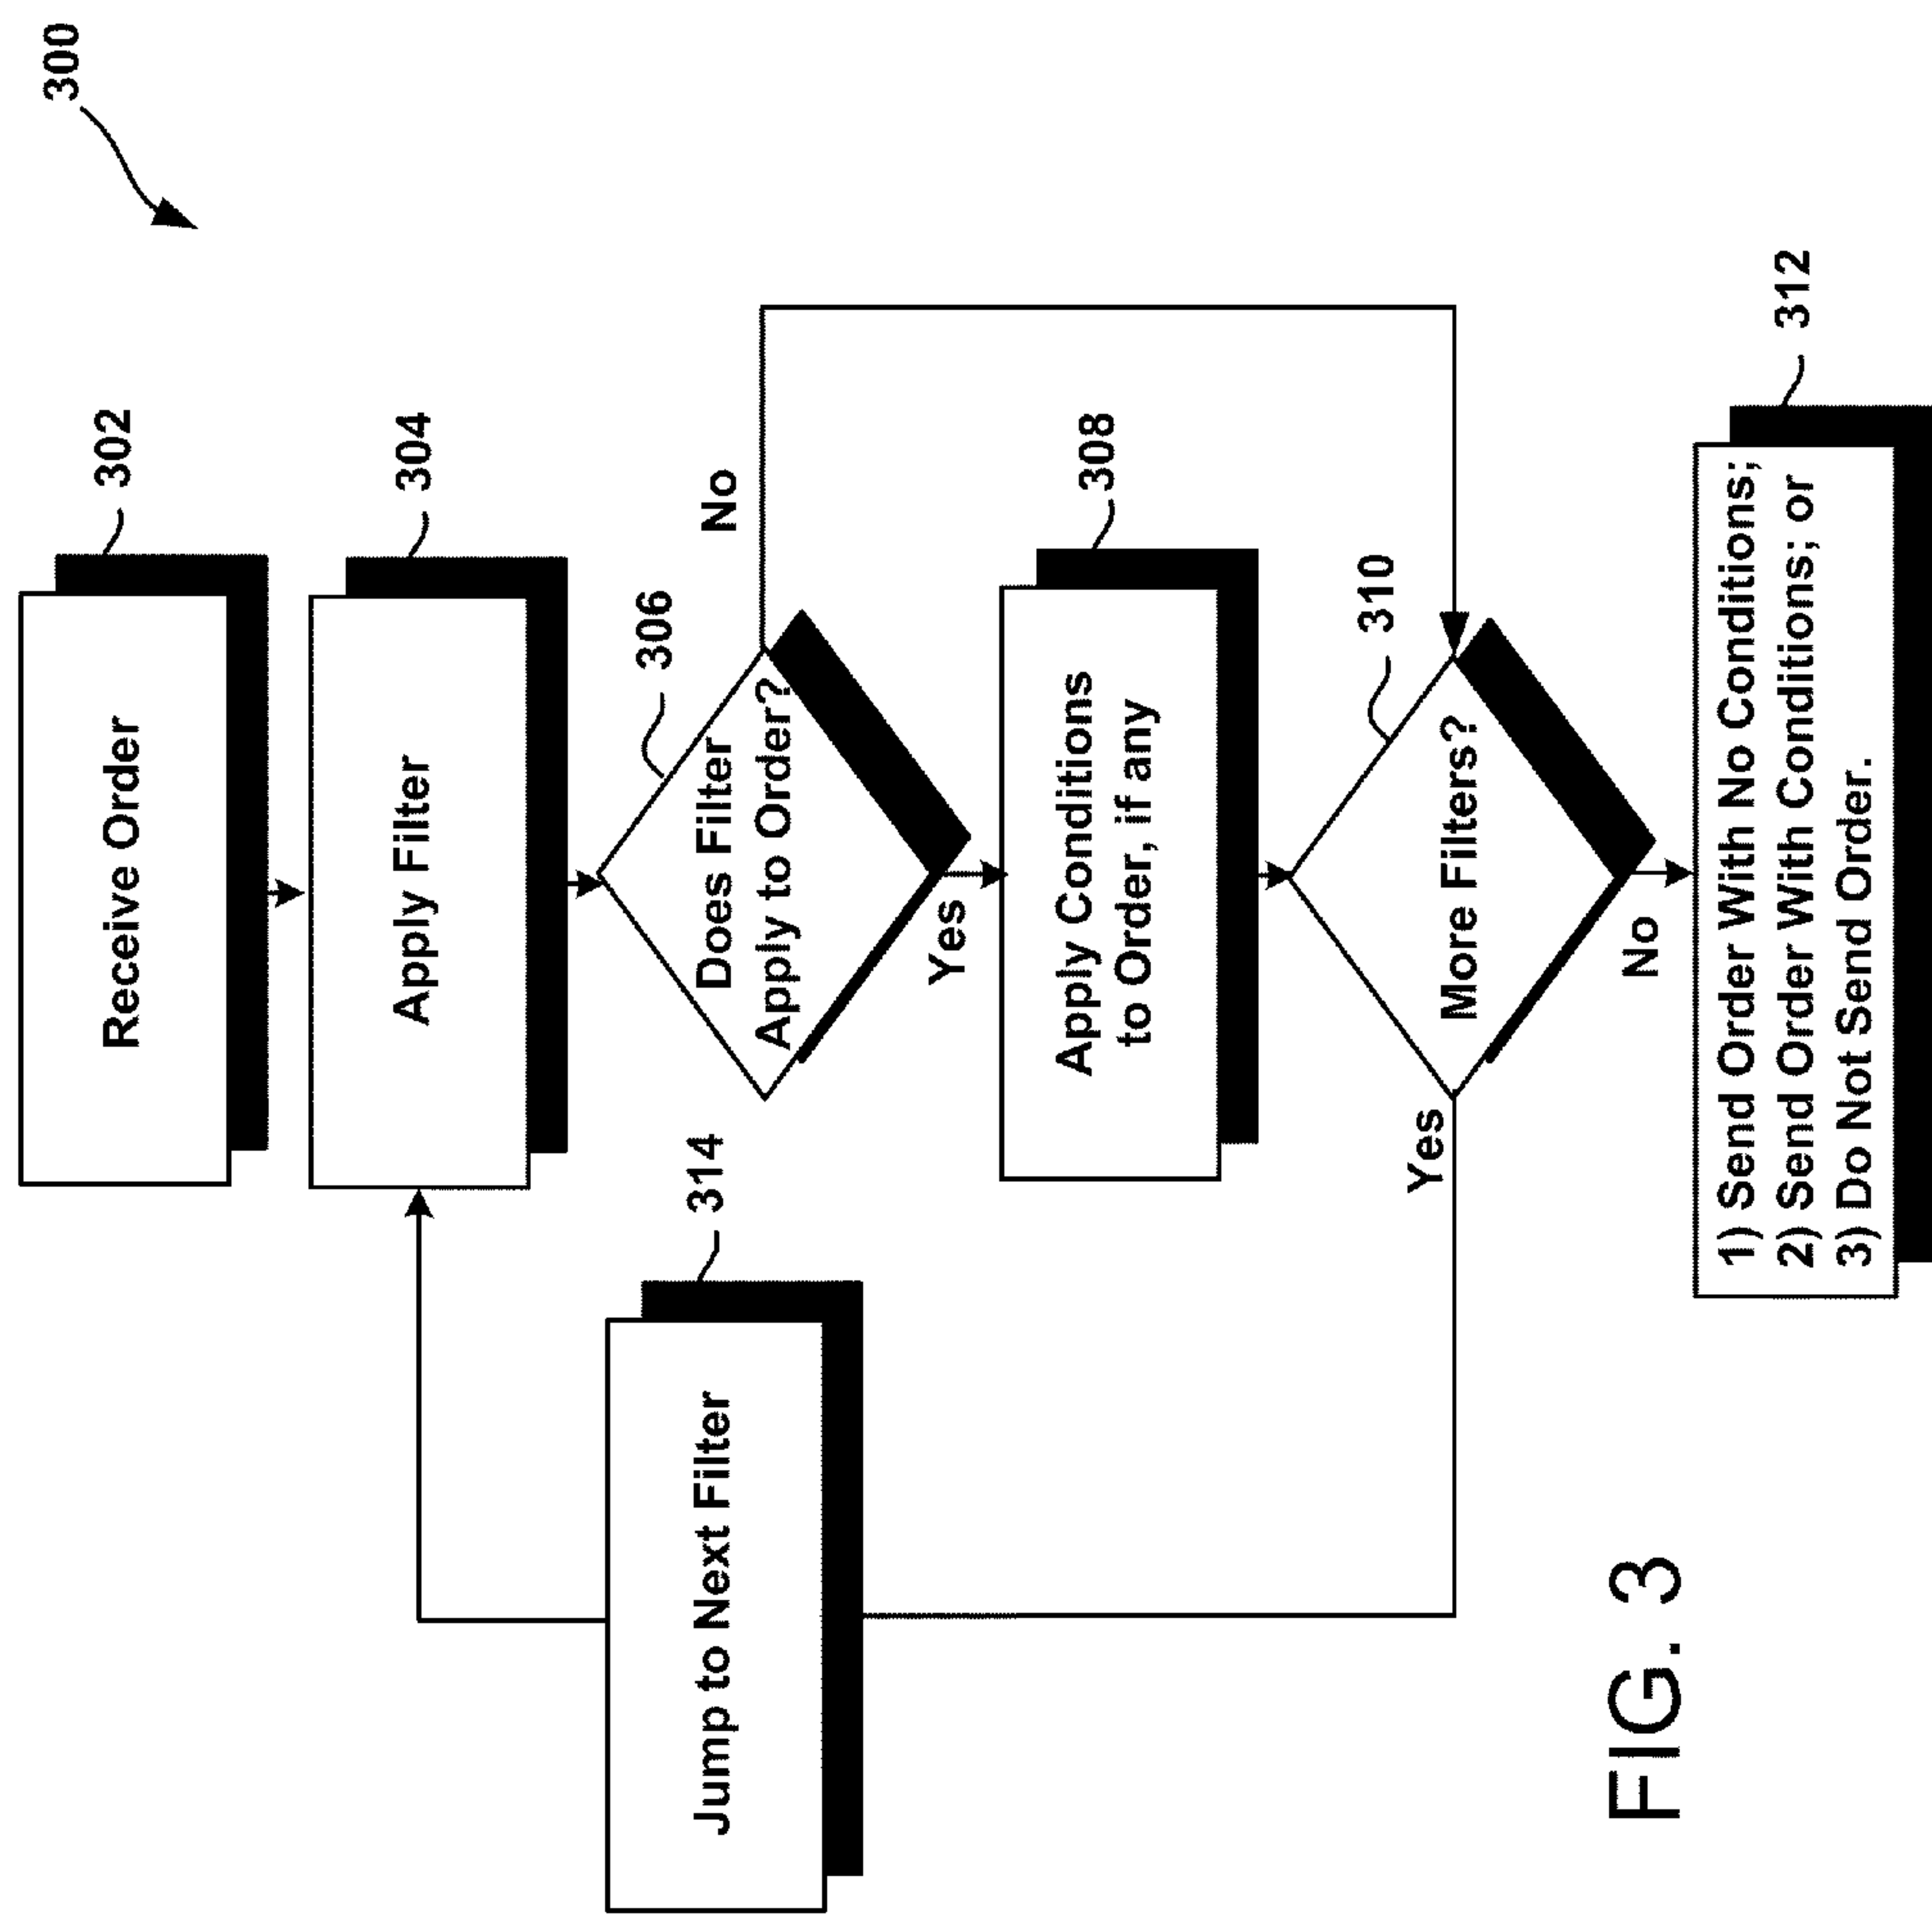 300
Receive Order
302
Apply Filter
304
Does Filter
Apply to Order?
306
No
Yes
Apply Conditions
to Order, if any
308
More Filters?
310
Yes
No
Jump to Next Filter
314
1) Send Order With No Conditions;
2) Send Order With Conditions; or
3) Do Not Send Order.
312
FIG. 3